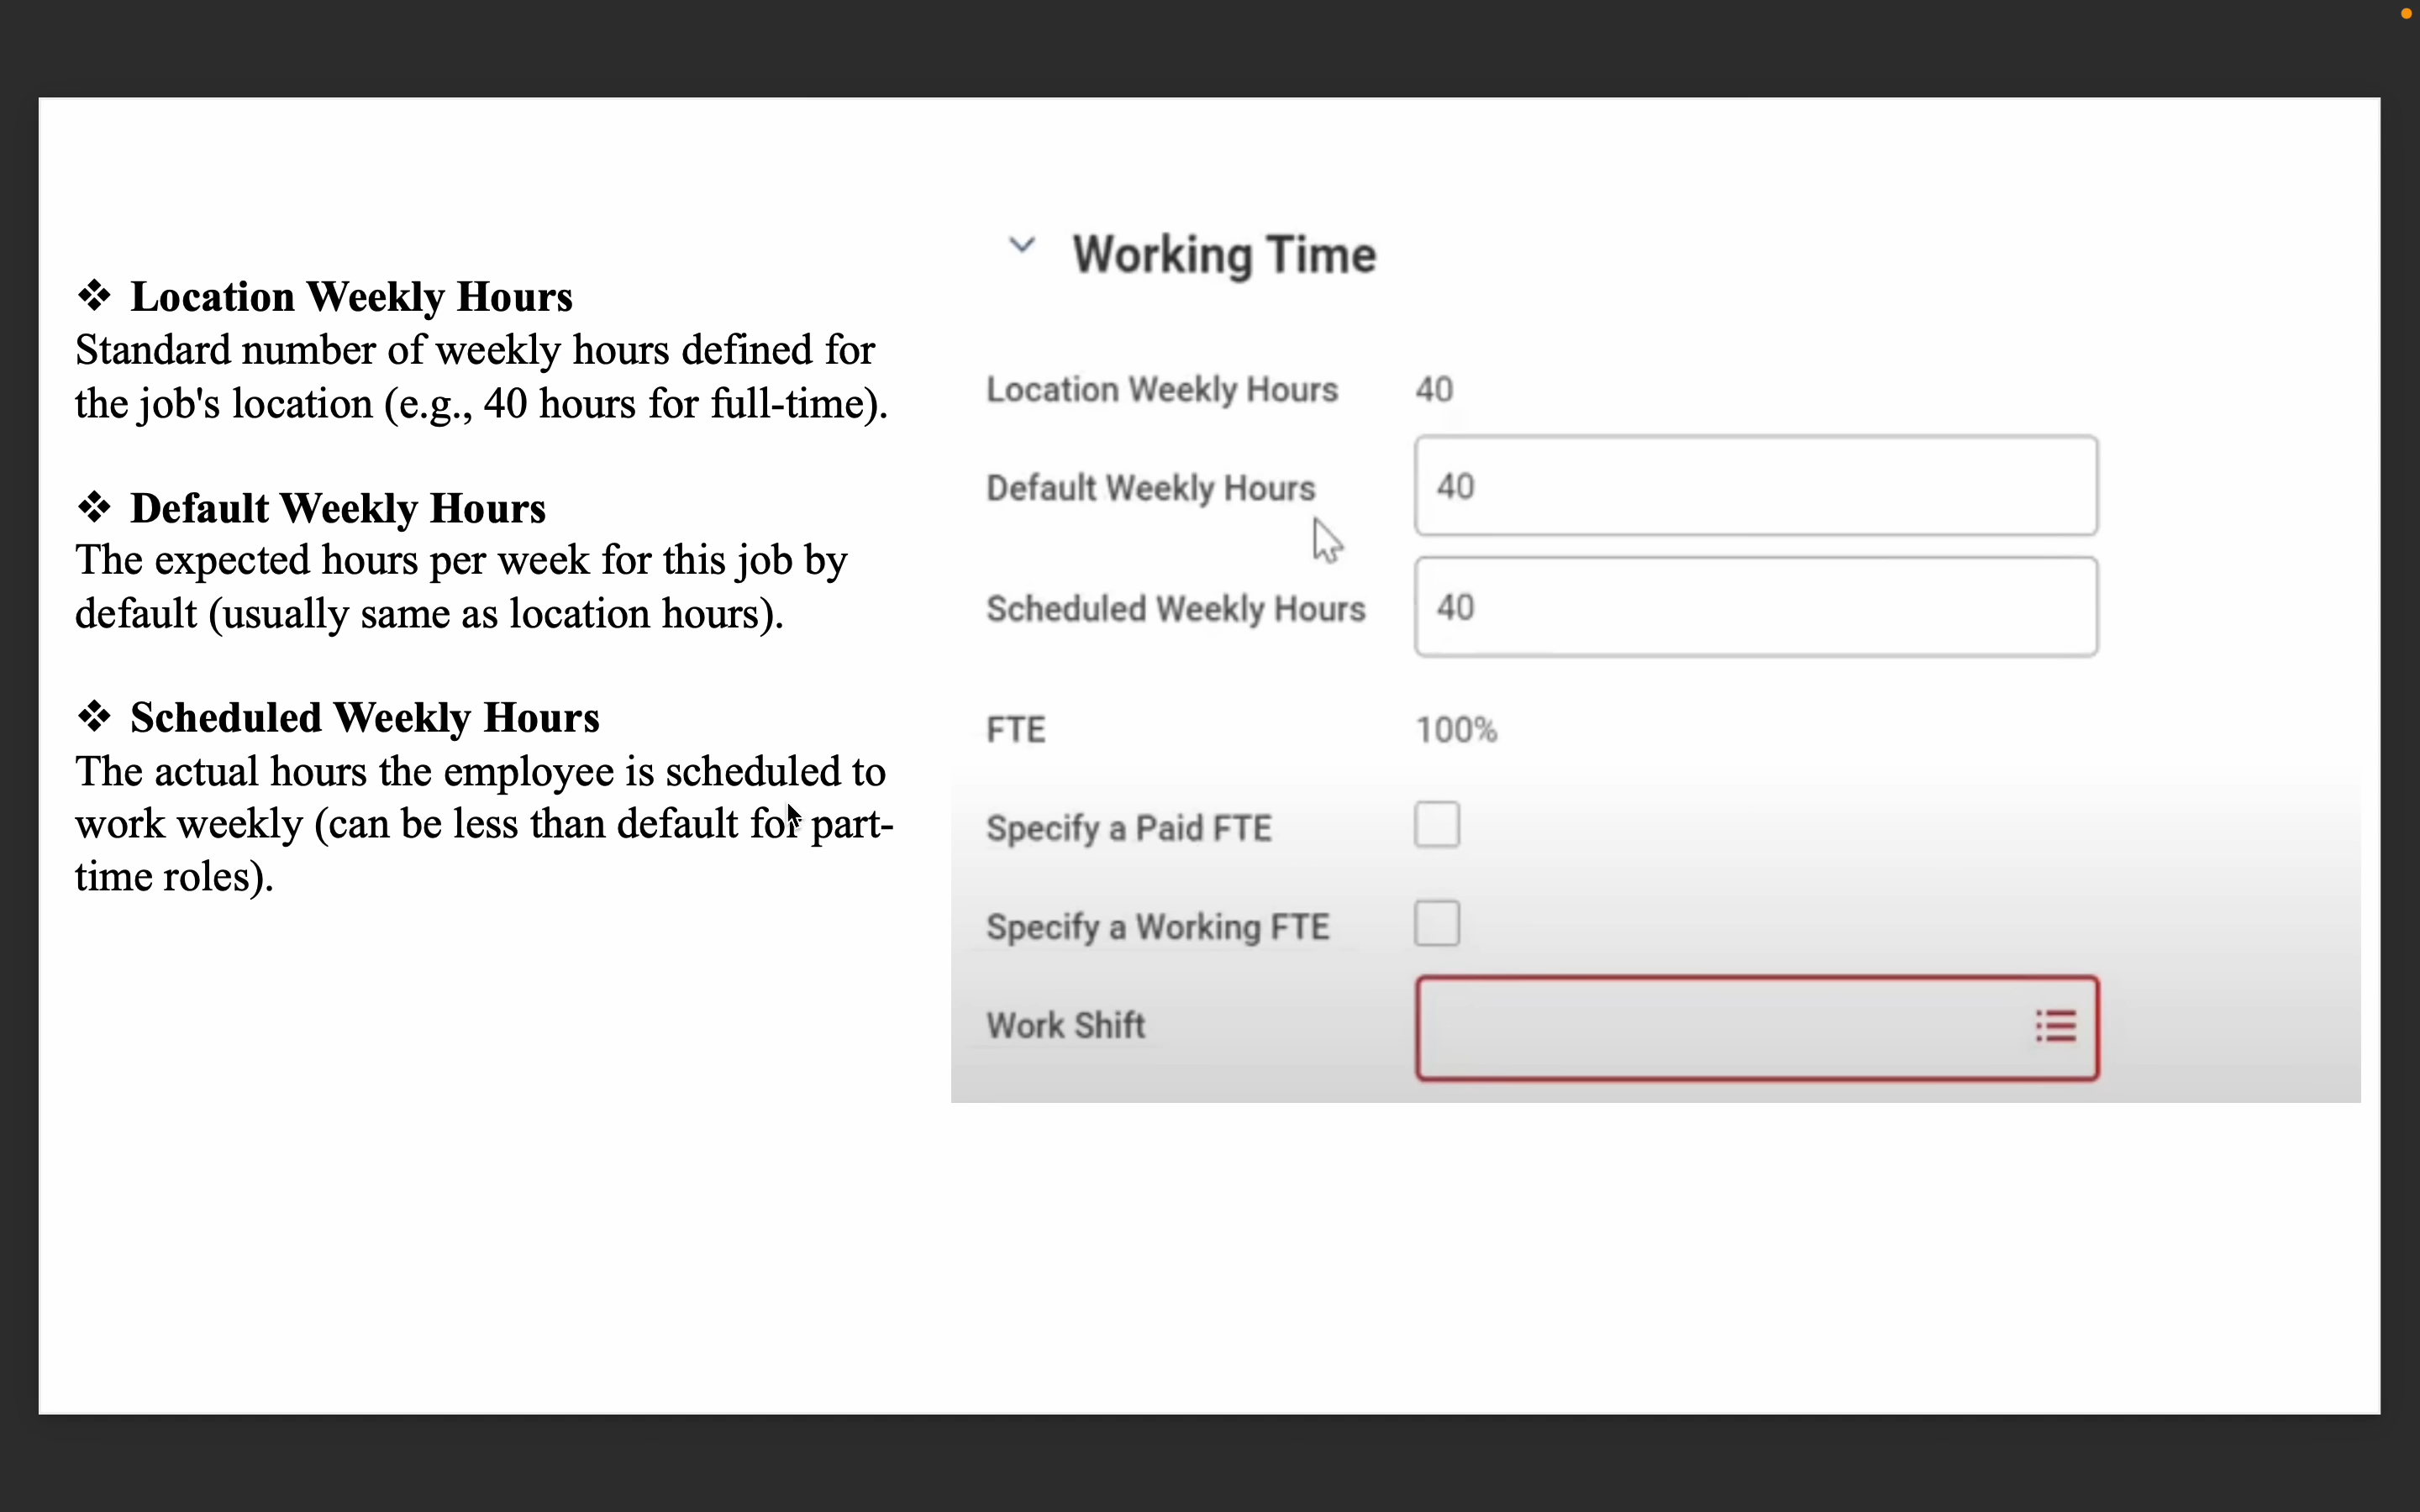 ❖ Location Weekly Hours
Standard number of weekly hours defined for
the job's location (e.g., 40 hours for full-time).
❖ Default Weekly Hours
The expected hours per week for this job by
default (usually same as location hours).
❖ Scheduled Weekly Hours
The actual hours the employee is scheduled to
work weekly (can be less than default for part-
time roles).
Working Time
Location Weekly Hours 40
Default Weekly Hours 40
Scheduled Weekly Hours 40
FTE 100%
Specify a Paid FTE
Specify a Working FTE
Work Shift